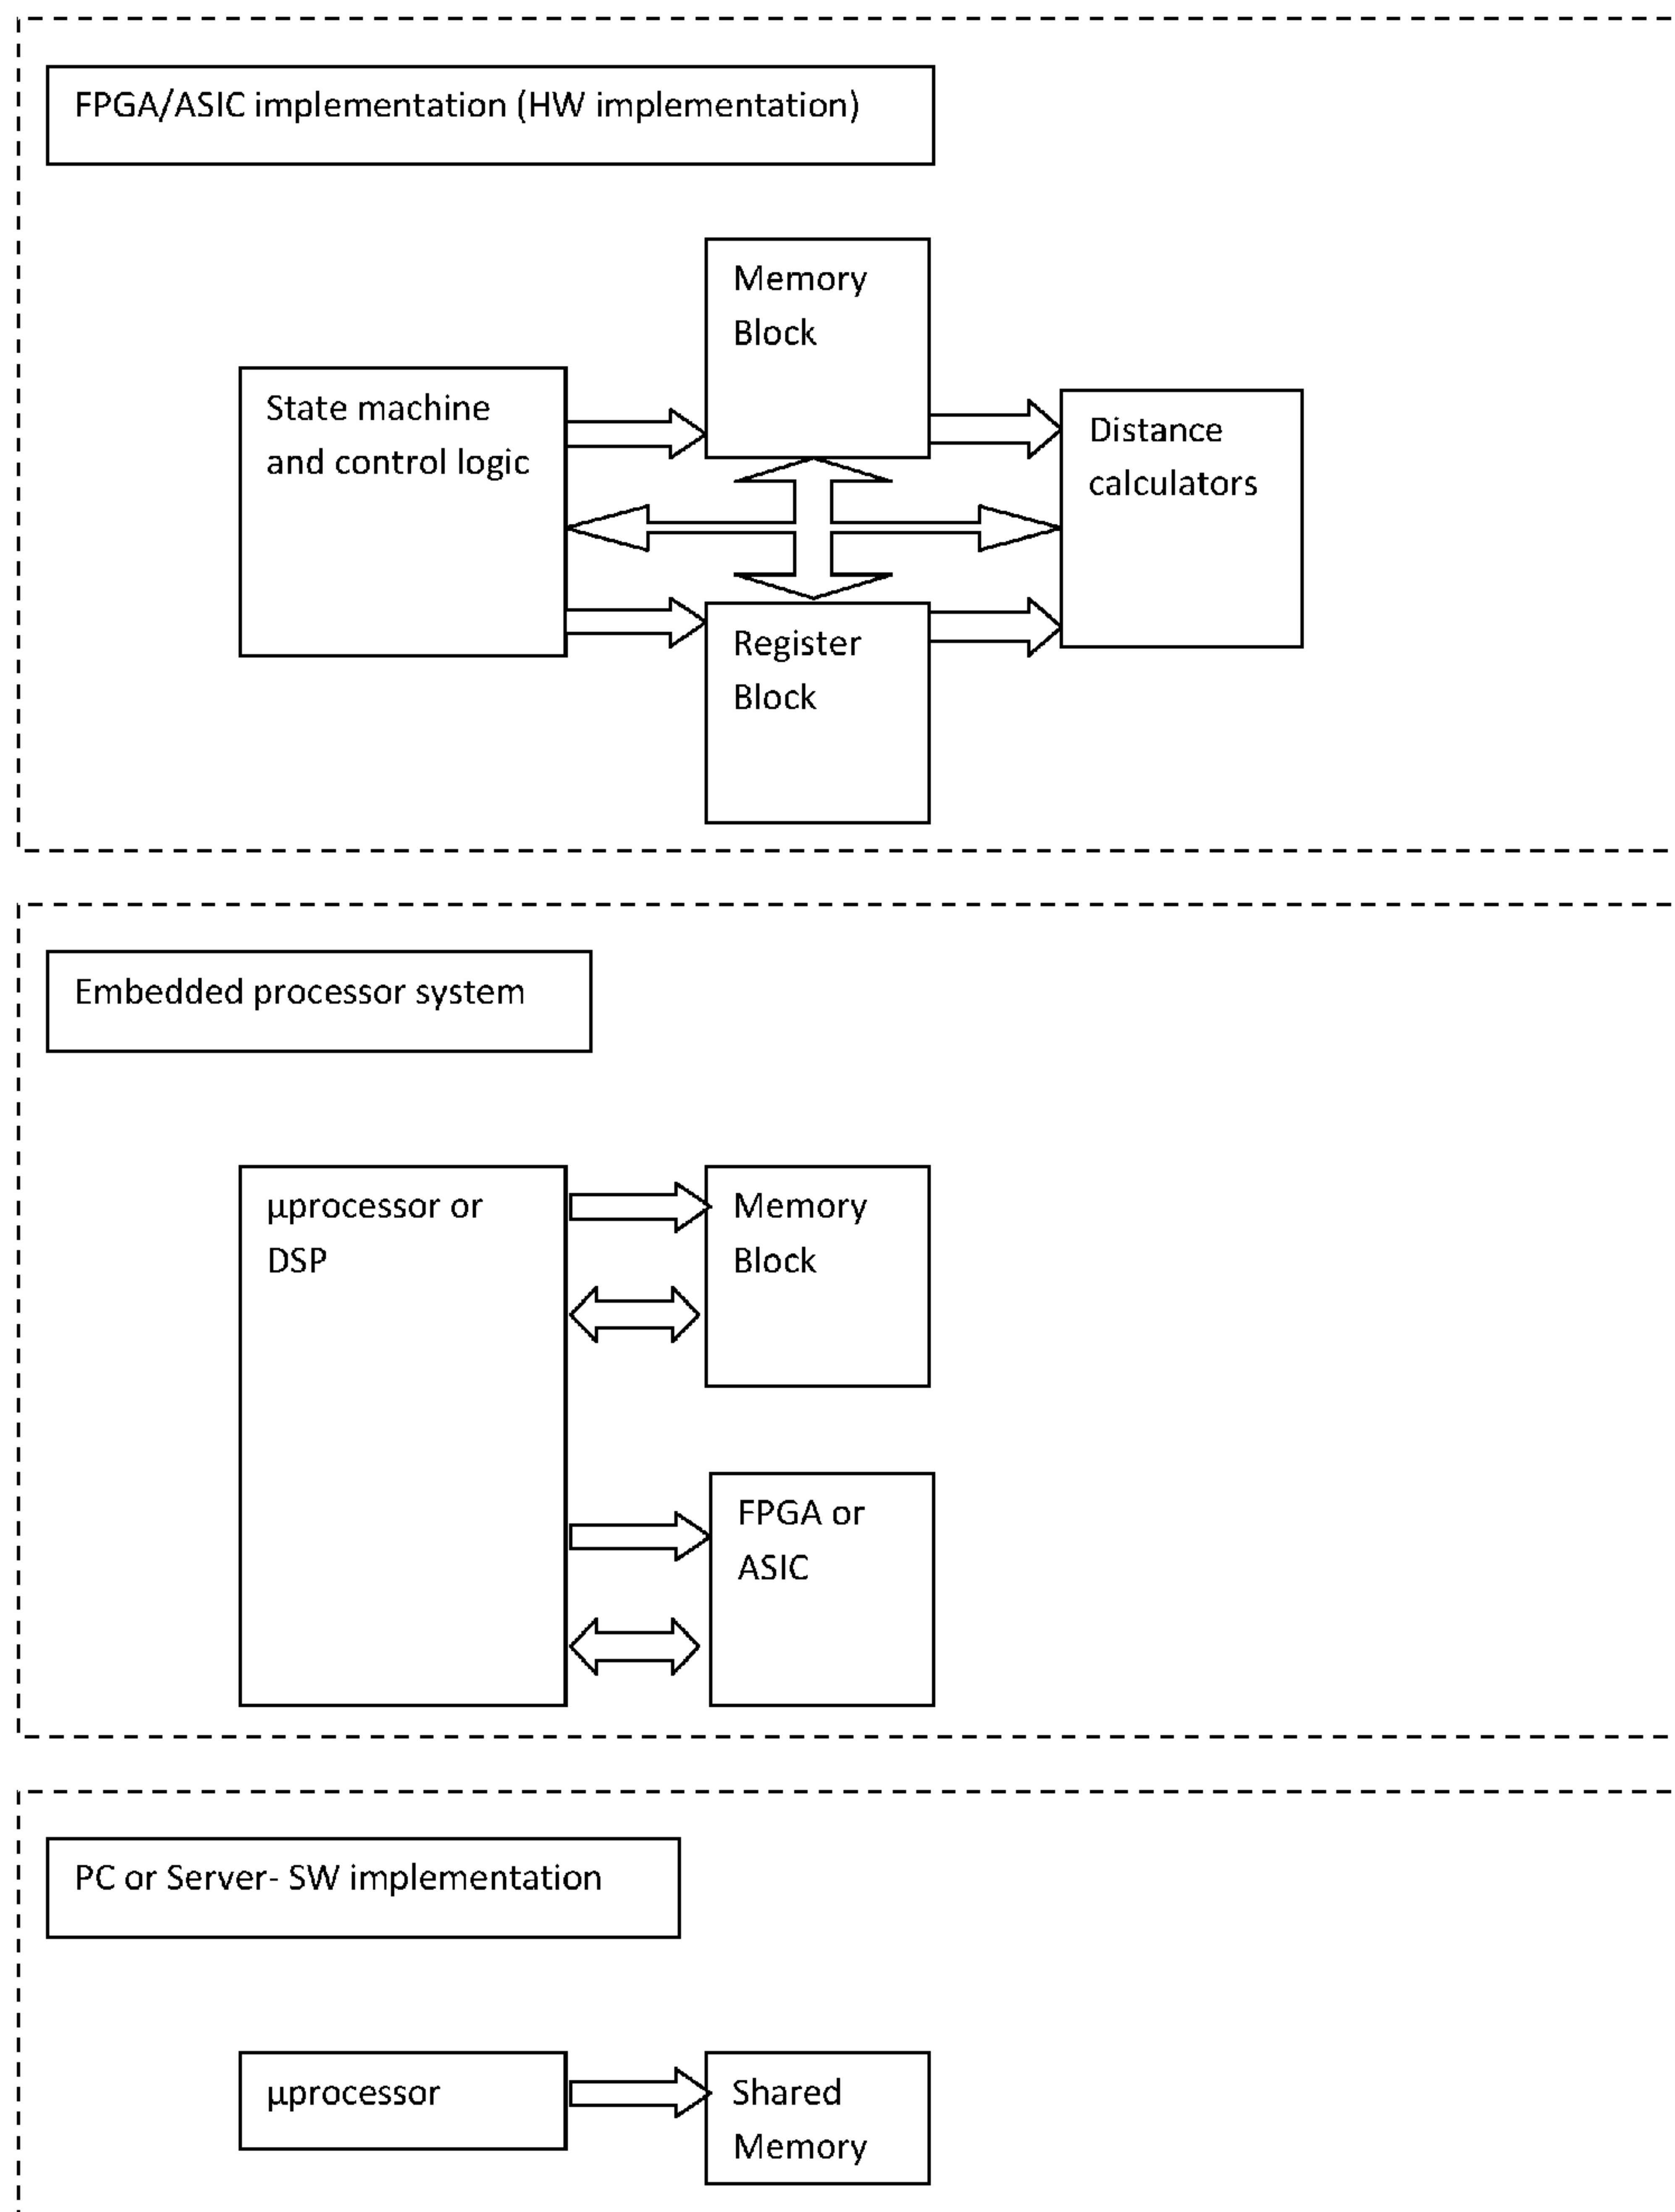 FPGA/ASIC implementation (HW implementation)
Memory
Block
State machine
and control logic
Distance
calculators
Register
Block
Embedded processor system
µprocessor or
DSP
Memory
Block
FPGA or
ASIC
PC or Server- SW implementation
µprocessor
Shared
Memory